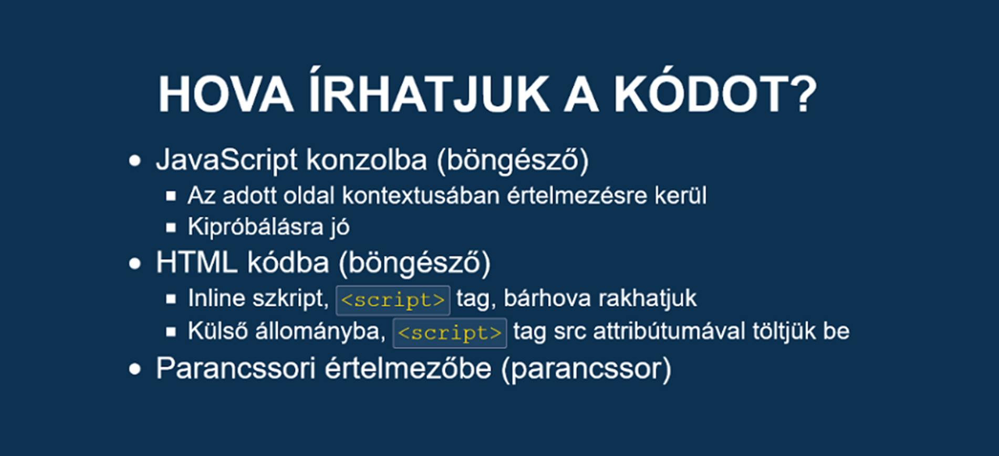 HOVA ÍRHATJUK A KÓDOT?
JavaScript konzolba (böngésző)
Az adott oldal kontextusában értelmezésre kerül
Kipróbálásra jó
HTML kódba (böngésző)
Inline szkript, <script> tag, bárhova rakhatjuk
Külső állományba, <script> tag src attribútumával töltjük be
Parancssori értelmezőbe (parancssor)